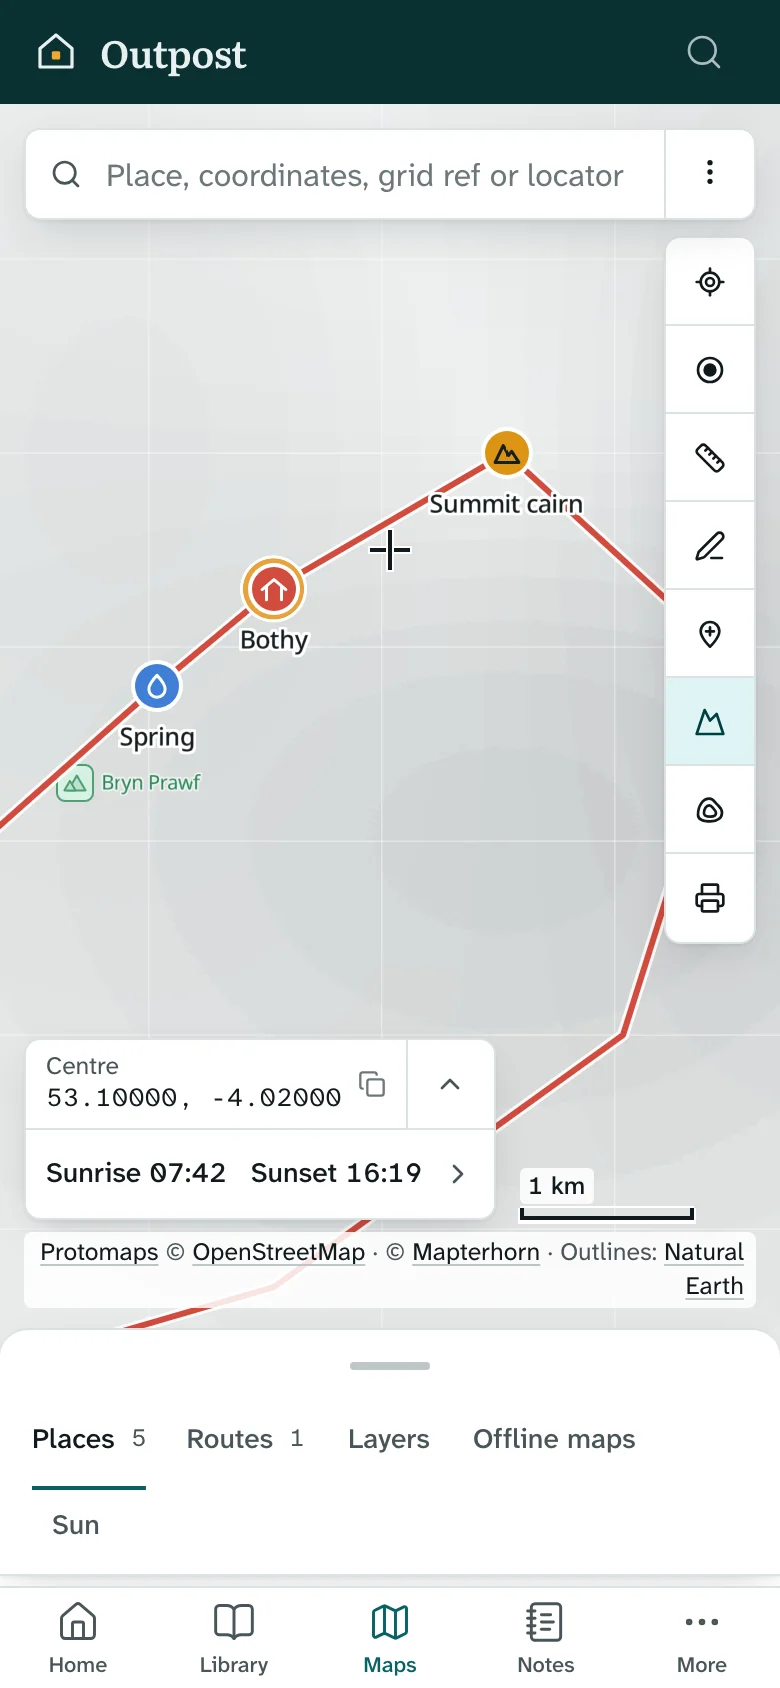 Outpost
Place, coordinates, grid ref or locator
Summit cairn
Bothy
Spring
Bryn Prawf
Centre
53.10000, -4.02000
Sunrise 07:42 Sunset 16:19
1 km
Protomaps © OpenStreetMap · © Mapterhorn · Outlines: Natural
Earth
Places 5 Routes 1 Layers Offline maps
Sun
Home Library Maps Notes More